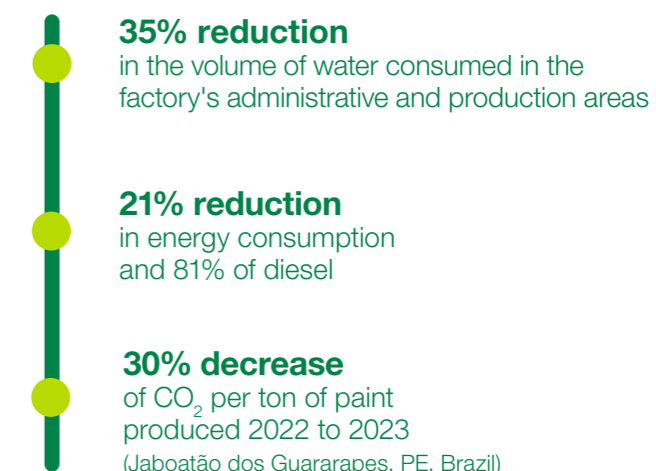 35% reduction
in the volume of water consumed in the
factory's administrative and production areas
21% reduction
in energy consumption
and 81% of diesel
30% decrease
of CO₂ per ton of paint
produced 2022 to 2023
(Jaboatão dos Guararapes, PE, Brazil)